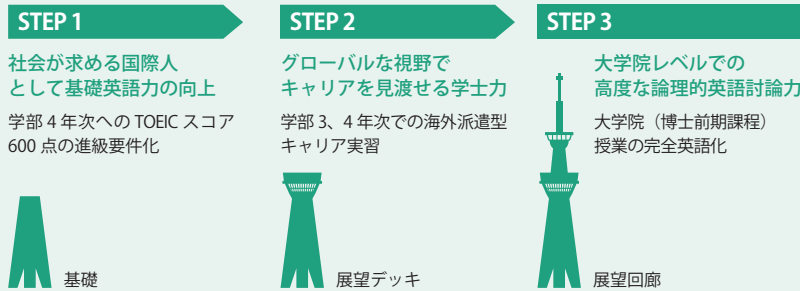 STEP 1
社会が求める国際人
として基礎英語力の向上
学部 4 年次への TOEIC スコア
600 点の進級要件化
基礎
STEP 2
グローバルな視野で
キャリアを見渡せる学士力
学部 3、4 年次での海外派遣型
キャリア実習
展望デッキ
STEP 3
大学院レベルでの
高度な論理的英語討論力
大学院（博士前期課程）
授業の完全英語化
展望回廊